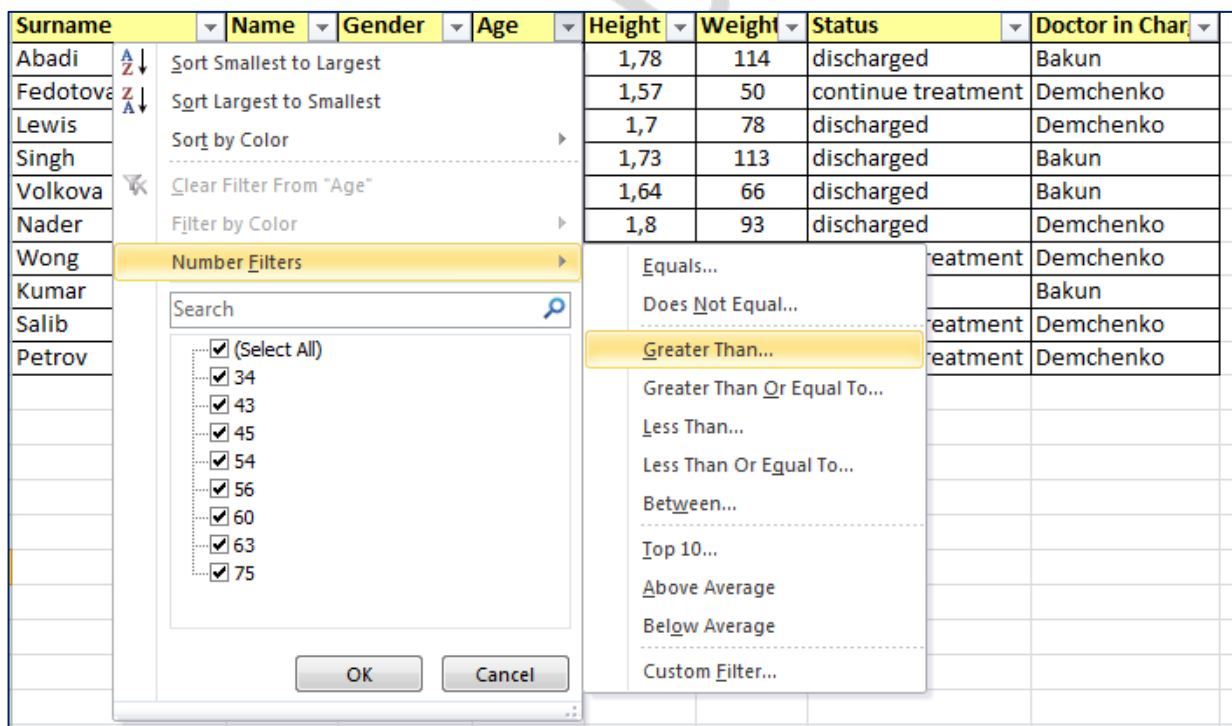 Surname Name Gender Age Height Weight Status Doctor in Char
Abadi 1,78 114 discharged Bakun
Fedotova 1,57 50 continue treatment Demchenko
Lewis 1,7 78 discharged Demchenko
Singh 1,73 113 discharged Bakun
Volkova 1,64 66 discharged Bakun
Nader 1,8 93 discharged Demchenko
Wong reatment Demchenko
Kumar Bakun
Salib reatment Demchenko
Petrov eatment Demchenko
Sort Smallest to Largest
Sort Largest to Smallest
Sort by Color
Clear Filter From "Age"
Filter by Color
Number Filters
Search
(Select All)
34
43
45
54
56
60
63
75
OK Cancel
Equals...
Does Not Equal...
Greater Than...
Greater Than Or Equal To...
Less Than...
Less Than Or Equal To...
Between...
Top 10...
Above Average
Below Average
Custom Filter...